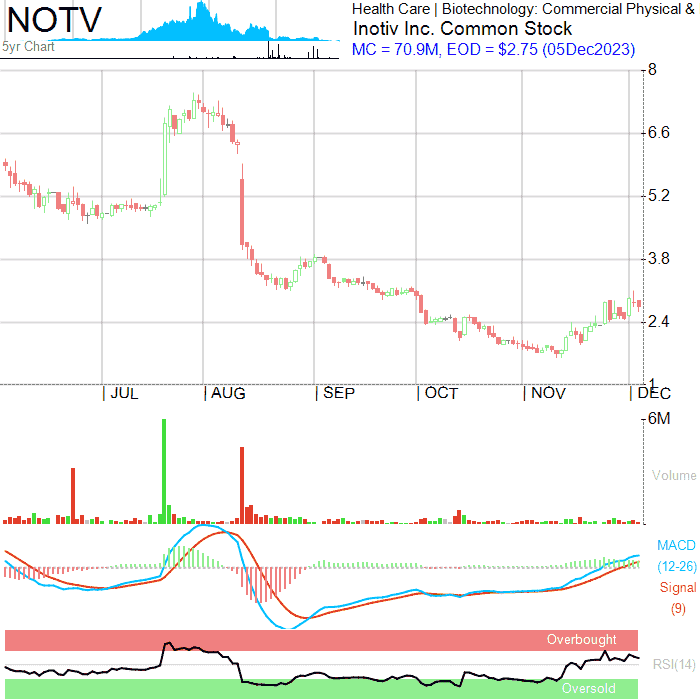 NOTV
5yr Chart
Health Care | Biotechnology: Commercial Physical &
Inotiv Inc. Common Stock
MC = 70.9M, EOD = $2.75 (05Dec2023)
8
6.6
5.2
3.8
2.4
1
| JUL | AUG | SEP | OCT | NOV | DEC
6M
Volume
MACD
(12-26)
Signal
(9)
Overbought
RSI(14)
Oversold